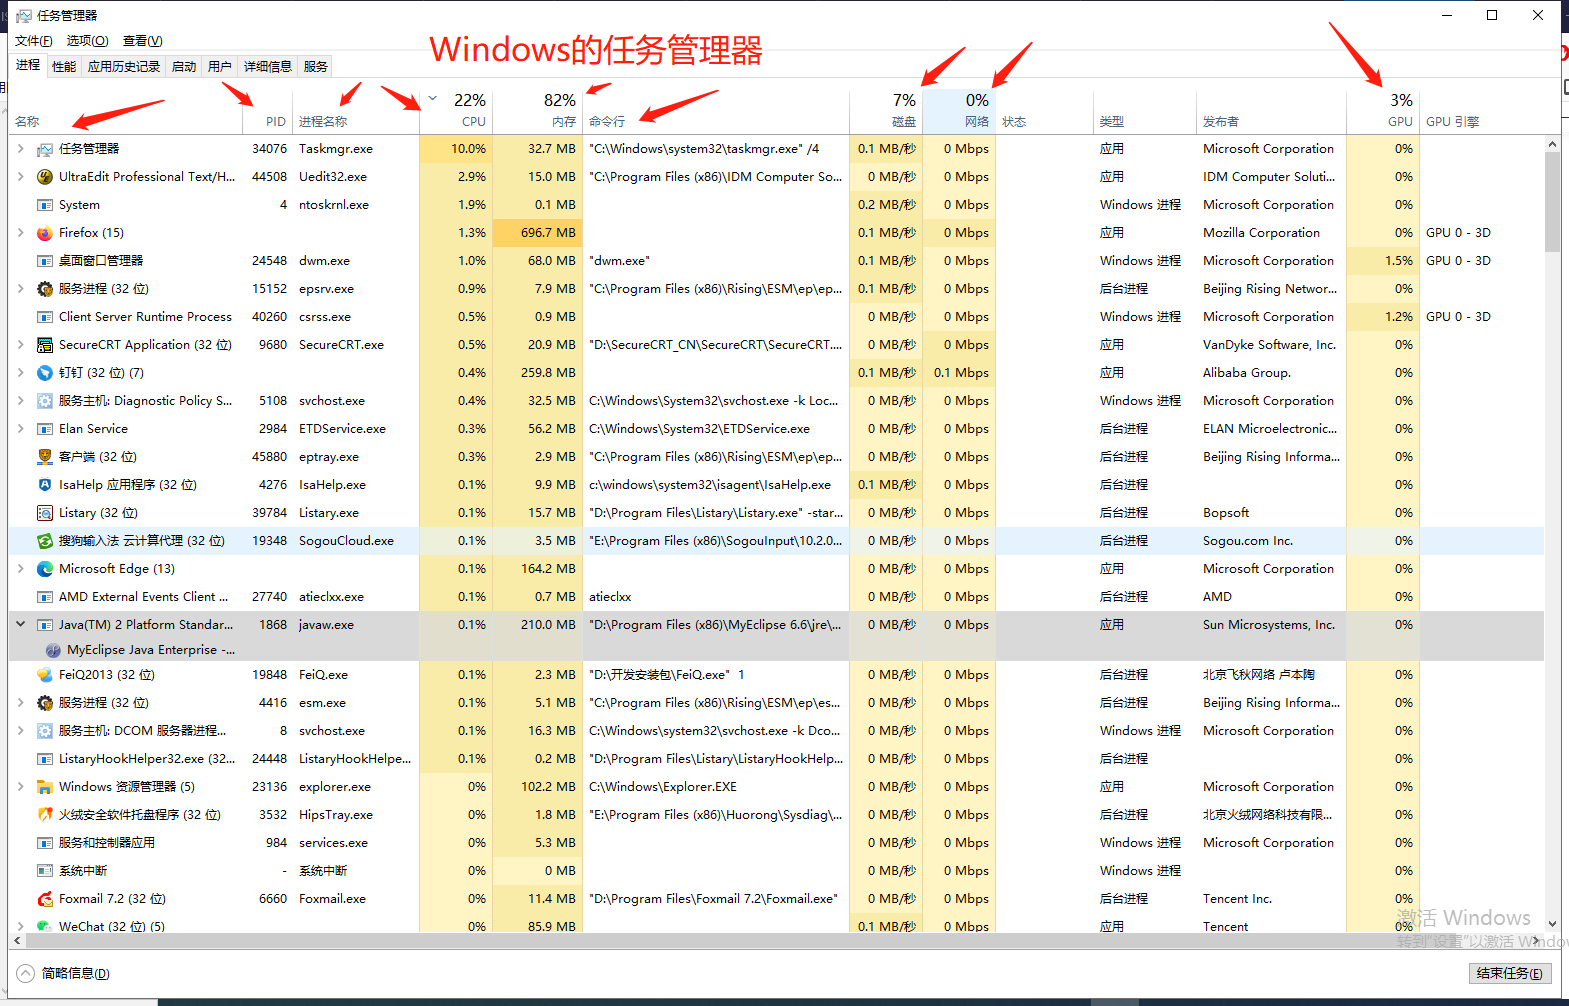 任务管理器
文件(F) 选项(O) 查看(V)
Windows的任务管理器
进程 性能 应用历史记录 启动 用户 详细信息 服务
22% 82% 7% 0% 3%
名称 PID 进程名称 CPU 内存 命令行 磁盘 网络 状态 类型 发布者 GPU GPU 引擎
任务管理器 34076 Taskmgr.exe 10.0% 32.7 MB "C:\Windows\system32\taskmgr.exe" /4 0.1 MB/秒 0 Mbps 应用 Microsoft Corporation 0%
UltraEdit Professional Text/H... 44508 Uedit32.exe 2.9% 15.0 MB "C:\Program Files (x86)\IDM Computer So... 0 MB/秒 0 Mbps 应用 IDM Computer Soluti... 0%
System 4 ntoskrnl.exe 1.9% 0.1 MB 0.2 MB/秒 0 Mbps Windows 进程 Microsoft Corporation 0%
Firefox (15) 1.3% 696.7 MB 0.1 MB/秒 0 Mbps 应用 Mozilla Corporation 0% GPU 0 - 3D
桌面窗口管理器 24548 dwm.exe 1.0% 68.0 MB "dwm.exe" 0.1 MB/秒 0 Mbps Windows 进程 Microsoft Corporation 1.5% GPU 0 - 3D
服务进程 (32 位) 15152 epsrv.exe 0.9% 7.9 MB "C:\Program Files (x86)\Rising\ESM\ep\ep... 0.1 MB/秒 0 Mbps 后台进程 Beijing Rising Networ... 0%
Client Server Runtime Process 40260 csrss.exe 0.5% 0.9 MB 0 MB/秒 0 Mbps Windows 进程 Microsoft Corporation 1.2% GPU 0 - 3D
SecureCRT Application (32 位) 9680 SecureCRT.exe 0.5% 20.9 MB "D:\SecureCRT_CN\SecureCRT\SecureCRT.... 0 MB/秒 0 Mbps 应用 VanDyke Software, Inc. 0%
钉钉 (32 位) (7) 0.4% 259.8 MB 0.1 MB/秒 0.1 Mbps 应用 Alibaba Group. 0%
服务主机: Diagnostic Policy S... 5108 svchost.exe 0.4% 32.5 MB C:\Windows\System32\svchost.exe -k Loc... 0 MB/秒 0 Mbps Windows 进程 Microsoft Corporation 0%
Elan Service 2984 ETDService.exe 0.3% 56.2 MB C:\Windows\System32\ETDService.exe 0 MB/秒 0 Mbps 后台进程 ELAN Microelectronic... 0%
客户端 (32 位) 45880 eptray.exe 0.3% 2.9 MB "C:\Program Files (x86)\Rising\ESM\ep\ep... 0 MB/秒 0 Mbps 后台进程 Beijing Rising Informa... 0%
IsaHelp 应用程序 (32 位) 4276 IsaHelp.exe 0.1% 9.9 MB c:\windows\system32\isagent\IsaHelp.exe 0.1 MB/秒 0 Mbps 后台进程 0%
Listary (32 位) 39784 Listary.exe 0.1% 15.7 MB "D:\Program Files\Listary\Listary.exe" -star... 0 MB/秒 0 Mbps 后台进程 Bopsoft 0%
搜狗输入法 云计算代理 (32 位) 19348 SogouCloud.exe 0.1% 3.5 MB "E:\Program Files (x86)\SogouInput\10.2.0... 0 MB/秒 0 Mbps 后台进程 Sogou.com Inc. 0%
Microsoft Edge (13) 0.1% 164.2 MB 0 MB/秒 0 Mbps 应用 Microsoft Corporation 0%
AMD External Events Client ... 27740 atieclxx.exe 0.1% 0.7 MB atieclxx 0 MB/秒 0 Mbps 后台进程 AMD 0%
Java(TM) 2 Platform Standar... 1868 javaw.exe 0.1% 210.0 MB "D:\Program Files (x86)\MyEclipse 6.6\jre\... 0 MB/秒 0 Mbps 应用 Sun Microsystems, Inc. 0%
MyEclipse Java Enterprise -...
FeiQ2013 (32 位) 19848 FeiQ.exe 0.1% 2.3 MB "D:\开发安装包\FeiQ.exe" 1 0 MB/秒 0 Mbps 后台进程 北京飞秋网络 卢本陶 0%
服务进程 (32 位) 4416 esm.exe 0.1% 5.1 MB "C:\Program Files (x86)\Rising\ESM\ep\es... 0 MB/秒 0 Mbps 后台进程 Beijing Rising Informa... 0%
服务主机: DCOM 服务器进程... 8 svchost.exe 0.1% 16.3 MB C:\Windows\system32\svchost.exe -k Dco... 0 MB/秒 0 Mbps Windows 进程 Microsoft Corporation 0%
ListaryHookHelper32.exe (32... 24448 ListaryHookHelpe... 0.1% 0.2 MB "D:\Program Files\Listary\ListaryHookHelp... 0 MB/秒 0 Mbps 后台进程 0%
Windows 资源管理器 (5) 23136 explorer.exe 0% 102.2 MB C:\Windows\Explorer.EXE 0 MB/秒 0 Mbps 应用 Microsoft Corporation 0%
火绒安全软件托盘程序 (32 位) 3532 HipsTray.exe 0% 1.8 MB "E:\Program Files (x86)\Huorong\Sysdiag\... 0 MB/秒 0 Mbps 后台进程 北京火绒网络科技有限... 0%
服务和控制器应用 984 services.exe 0% 5.3 MB 0 MB/秒 0 Mbps Windows 进程 Microsoft Corporation 0%
系统中断 - 系统中断 0% 0 MB 0 MB/秒 0 Mbps Windows 进程 0%
Foxmail 7.2 (32 位) 6660 Foxmail.exe 0% 11.4 MB "D:\Program Files\Foxmail 7.2\Foxmail.exe" 0 MB/秒 0 Mbps 后台进程 Tencent Inc. 0%
WeChat (32 位) (5) 0% 85.9 MB 0.1 MB/秒 0 Mbps 应用 Tencent 0%
激活 Windows
转到"设置"以激活 Windo
简略信息(D) 结束任务(E)